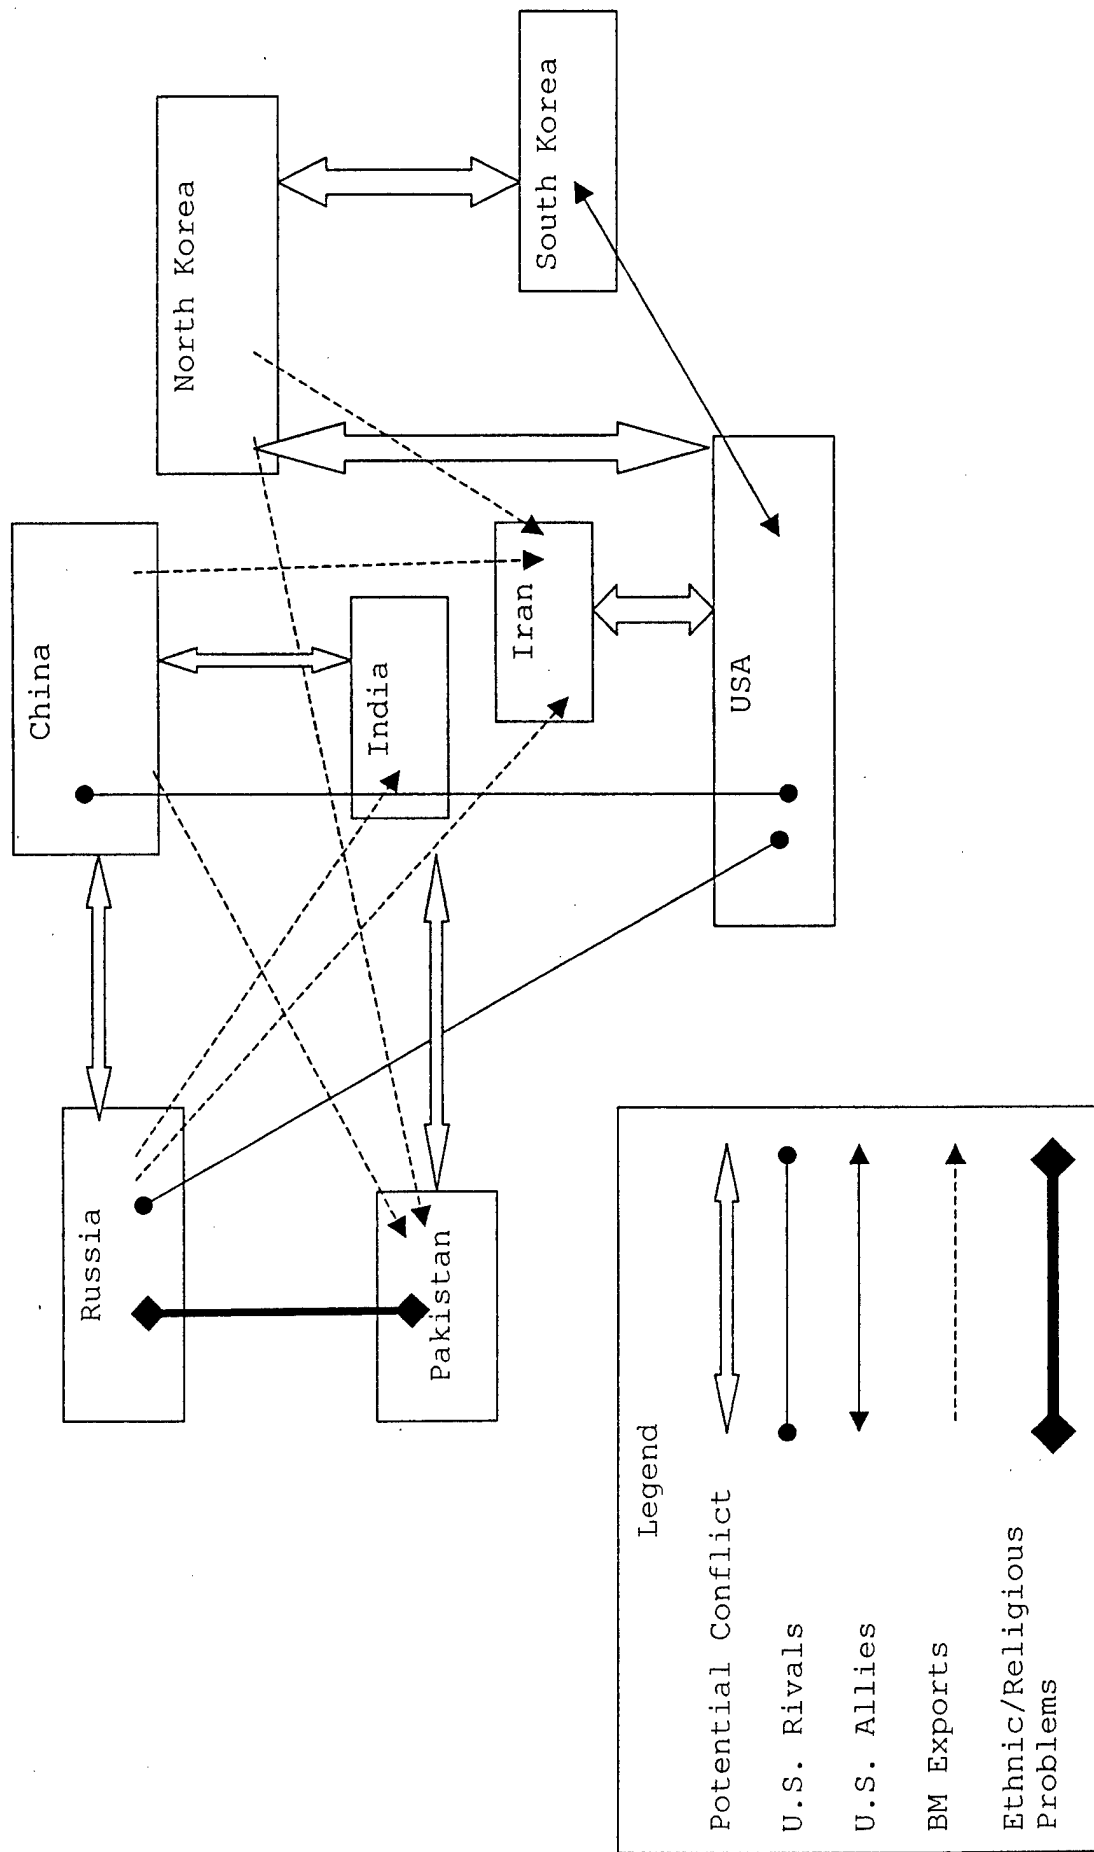 Russia
China
North Korea
Pakistan
India
Iran
South Korea
USA
Legend
Potential Conflict
U.S. Rivals
U.S. Allies
BM Exports
Ethnic/Religious
Problems